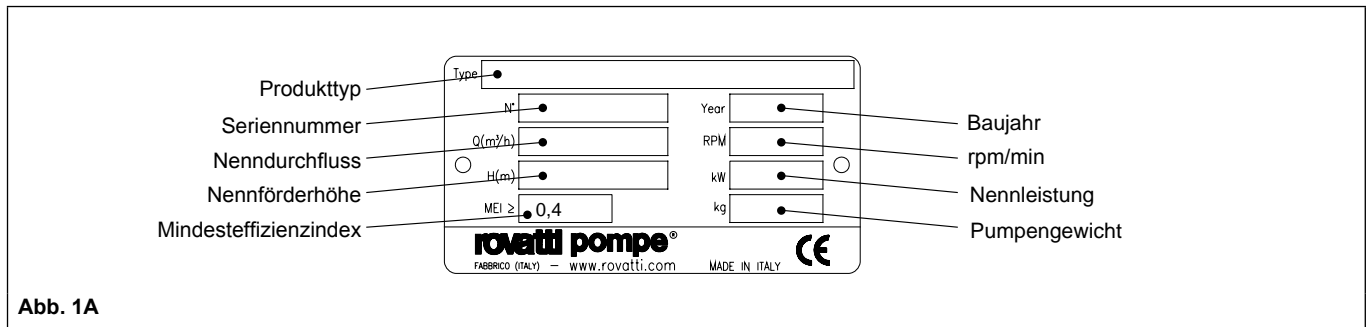 Type
Produkttyp
N° Year
Seriennummer Baujahr
Q(m³/h) RPM
Nenndurchfluss rpm/min
H(m) kW
Nennförderhöhe Nennleistung
MEI ≥ 0,4 kg
Mindesteffizienzindex Pumpengewicht
rovatti pompe® CE
FABBRICO (ITALY) – www.rovatti.com MADE IN ITALY
Abb. 1A